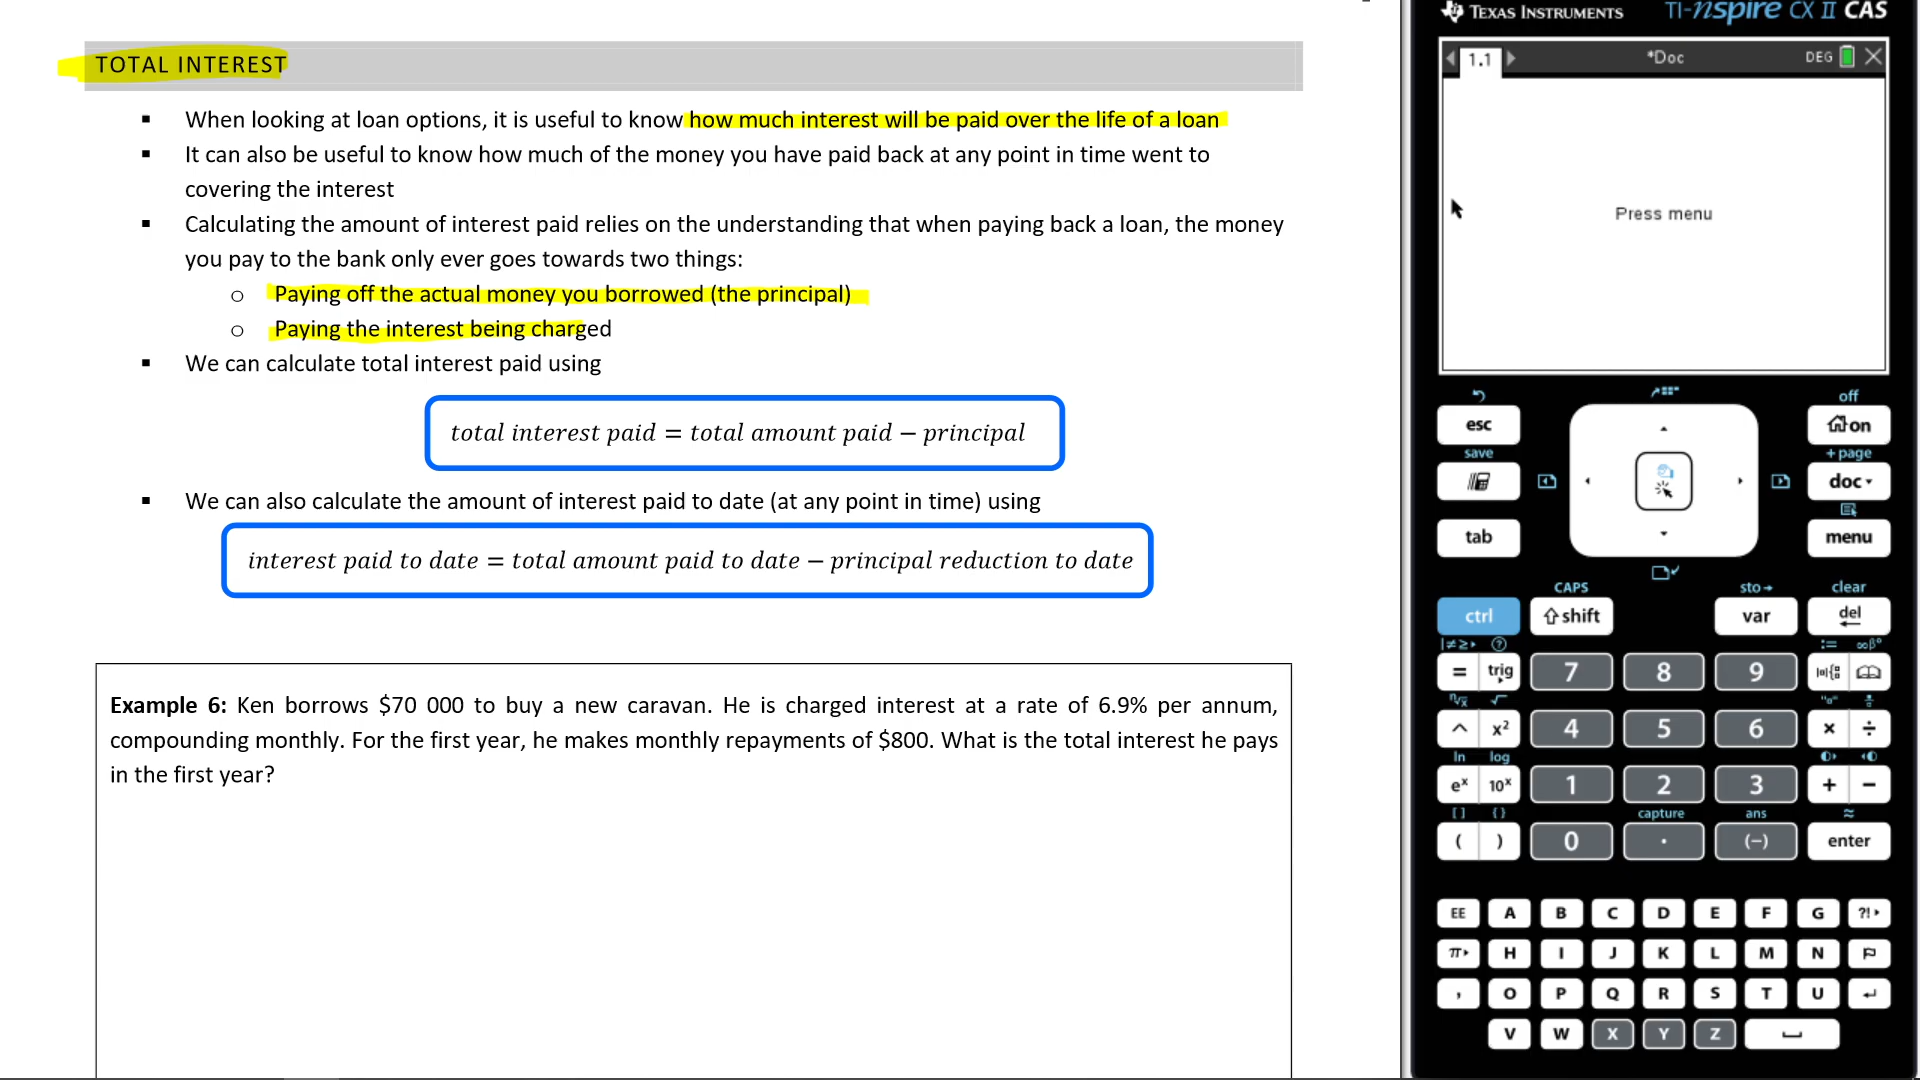 TOTAL INTEREST
▪ When looking at loan options, it is useful to know how much interest will be paid over the life of a loan
▪ It can also be useful to know how much of the money you have paid back at any point in time went to
covering the interest
▪ Calculating the amount of interest paid relies on the understanding that when paying back a loan, the money
you pay to the bank only ever goes towards two things:
o Paying off the actual money you borrowed (the principal)
o Paying the interest being charged
▪ We can calculate total interest paid using
total interest paid = total amount paid − principal
▪ We can also calculate the amount of interest paid to date (at any point in time) using
interest paid to date = total amount paid to date − principal reduction to date
Example 6: Ken borrows $70 000 to buy a new caravan. He is charged interest at a rate of 6.9% per annum,
compounding monthly. For the first year, he makes monthly repayments of $800. What is the total interest he pays
in the first year?
TEXAS INSTRUMENTS TI-nspire CX II CAS
1.1 *Doc DEG
Press menu
off
esc on
save +page
doc
tab menu
CAPS sto→ clear
ctrl shift var del
= trig 7 8 9
^ x² 4 5 6 × ÷
ln log
eˣ 10ˣ 1 2 3 + −
[ ] { } capture ans ≈
( ) 0 . (−) enter
EE A B C D E F G ?!
π H I J K L M N
, O P Q R S T U
V W X Y Z